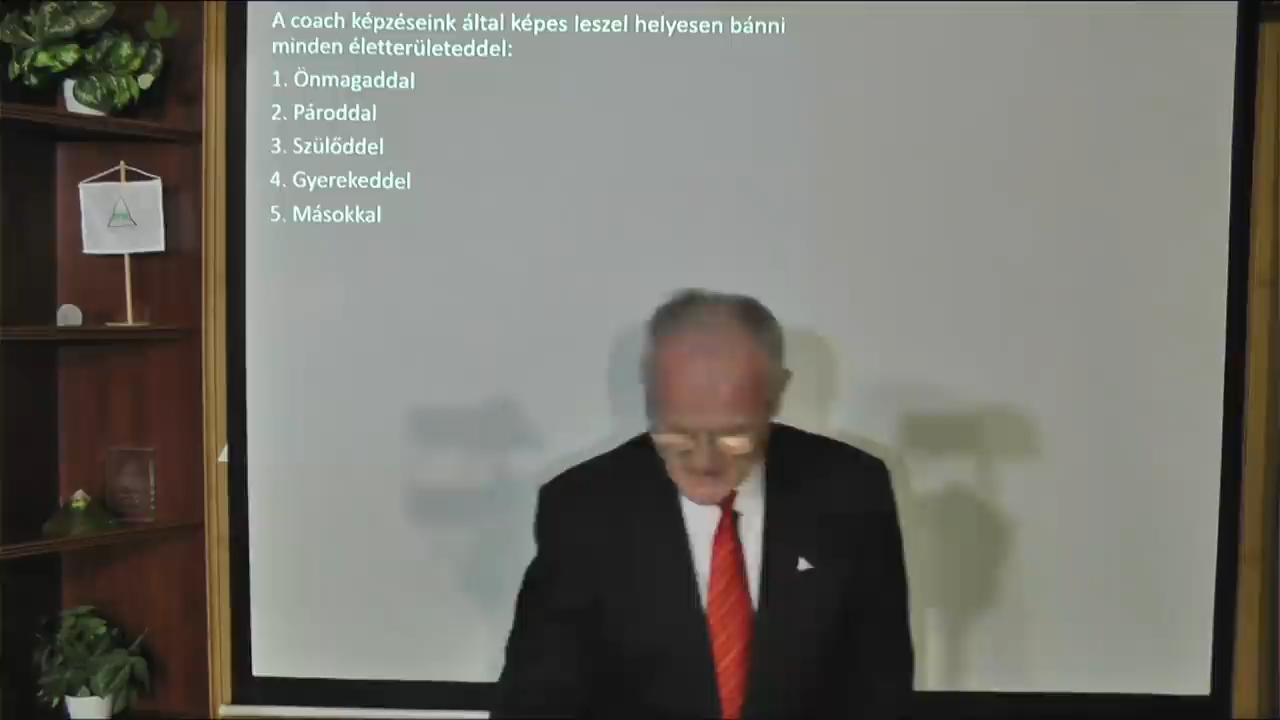 A coach képzéseink által képes leszel helyesen bánni
minden életterületeddel:
1. Önmagaddal
2. Pároddal
3. Szülőddel
4. Gyerekeddel
5. Másokkal